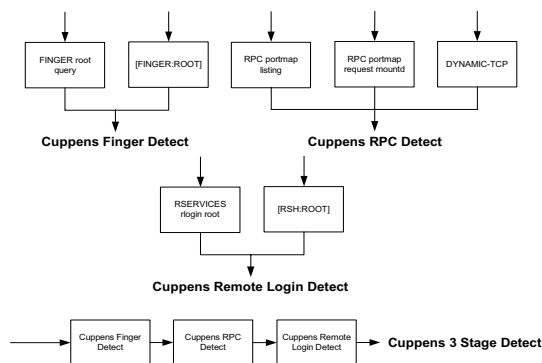 FINGER root
query
[FINGER:ROOT]
RPC portmap
listing
RPC portmap
request mountd
DYNAMIC-TCP
Cuppens Finger Detect
Cuppens RPC Detect
RSERVICES
rlogin root
[RSH:ROOT]
Cuppens Remote Login Detect
Cuppens Finger
Detect
Cuppens RPC
Detect
Cuppens Remote
Login Detect
Cuppens 3 Stage Detect